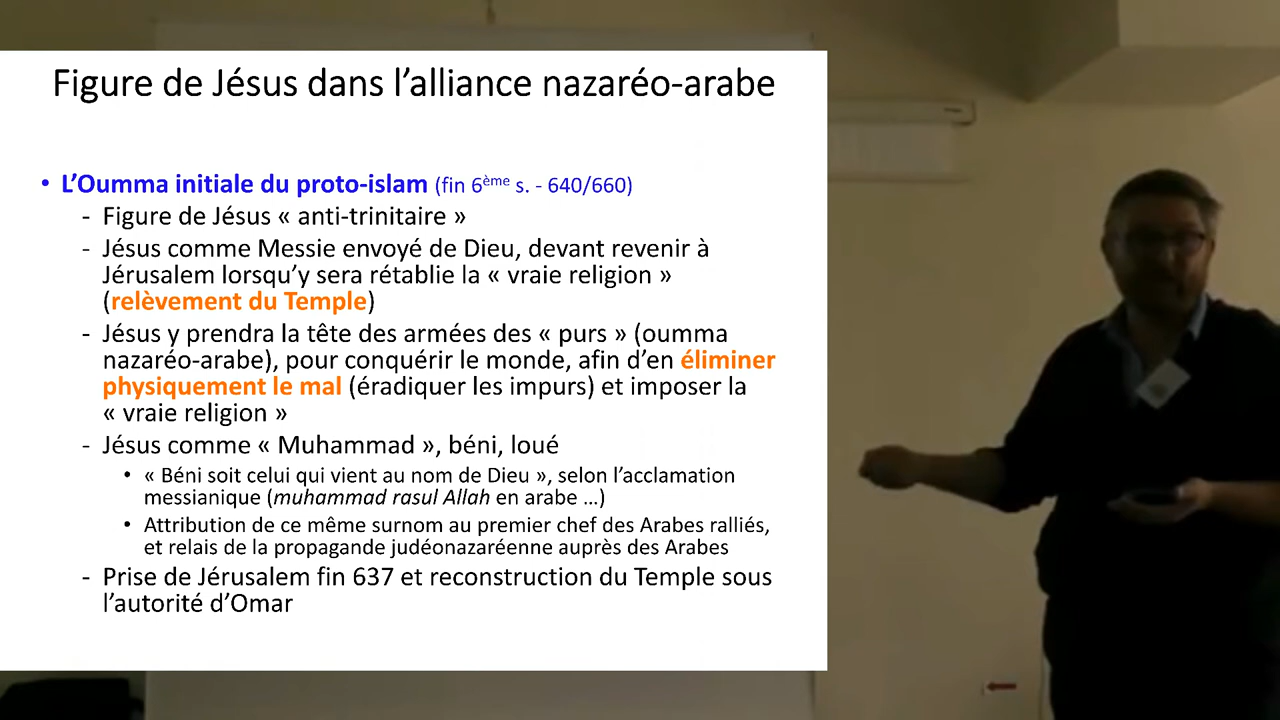 Figure de Jésus dans l’alliance nazaréo-arabe
• L’Oumma initiale du proto-islam (fin 6ème s. - 640/660)
- Figure de Jésus « anti-trinitaire »
- Jésus comme Messie envoyé de Dieu, devant revenir à
Jérusalem lorsqu’y sera rétablie la « vraie religion »
(relèvement du Temple)
- Jésus y prendra la tête des armées des « purs » (oumma
nazaréo-arabe), pour conquérir le monde, afin d’en éliminer
physiquement le mal (éradiquer les impurs) et imposer la
« vraie religion »
- Jésus comme « Muhammad », béni, loué
• « Béni soit celui qui vient au nom de Dieu », selon l’acclamation
messianique (muhammad rasul Allah en arabe …)
• Attribution de ce même surnom au premier chef des Arabes ralliés,
et relais de la propagande judéonazaréenne auprès des Arabes
- Prise de Jérusalem fin 637 et reconstruction du Temple sous
l’autorité d’Omar